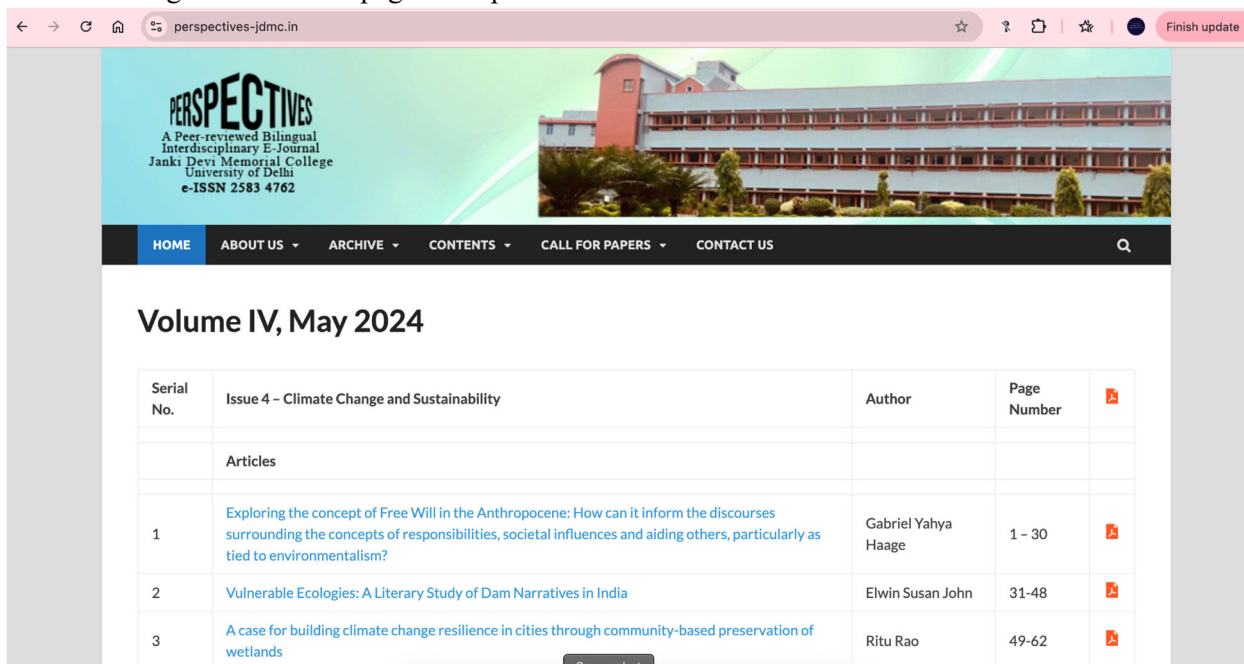 perspectives-jdmc.in
Finish update
PERSPECTIVES
A Peer-reviewed Bilingual
Interdisciplinary E-Journal
Janki Devi Memorial College
University of Delhi
e-ISSN 2583 4762
HOME ABOUT US ARCHIVE CONTENTS CALL FOR PAPERS CONTACT US
Volume IV, May 2024
Serial No. Issue 4 – Climate Change and Sustainability Author Page Number
Articles
1 Exploring the concept of Free Will in the Anthropocene: How can it inform the discourses
surrounding the concepts of responsibilities, societal influences and aiding others, particularly as
tied to environmentalism?
Gabriel Yahya
Haage
1 – 30
2 Vulnerable Ecologies: A Literary Study of Dam Narratives in India Elwin Susan John 31-48
3 A case for building climate change resilience in cities through community-based preservation of
wetlands
Ritu Rao 49-62